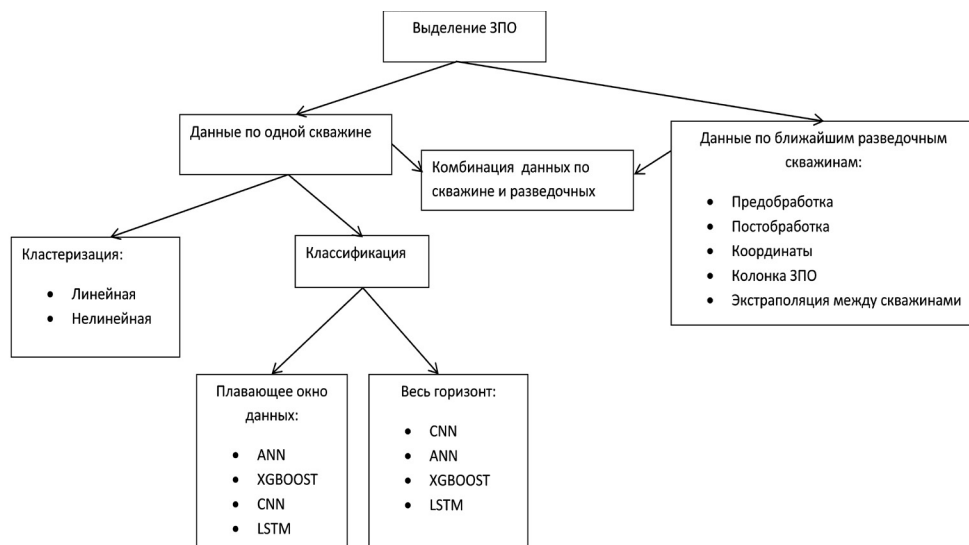 Выделение ЗПО
Данные по одной скважине
Комбинация данных по
скважине и разведочных
Данные по ближайшим разведочным
скважинам:
• Предобработка
• Постобработка
• Координаты
• Колонка ЗПО
• Экстраполяция между скважинами
Кластеризация:
• Линейная
• Нелинейная
Классификация
Плавающее окно
данных:
• ANN
• XGBOOST
• CNN
• LSTM
Весь горизонт:
• CNN
• ANN
• XGBOOST
• LSTM